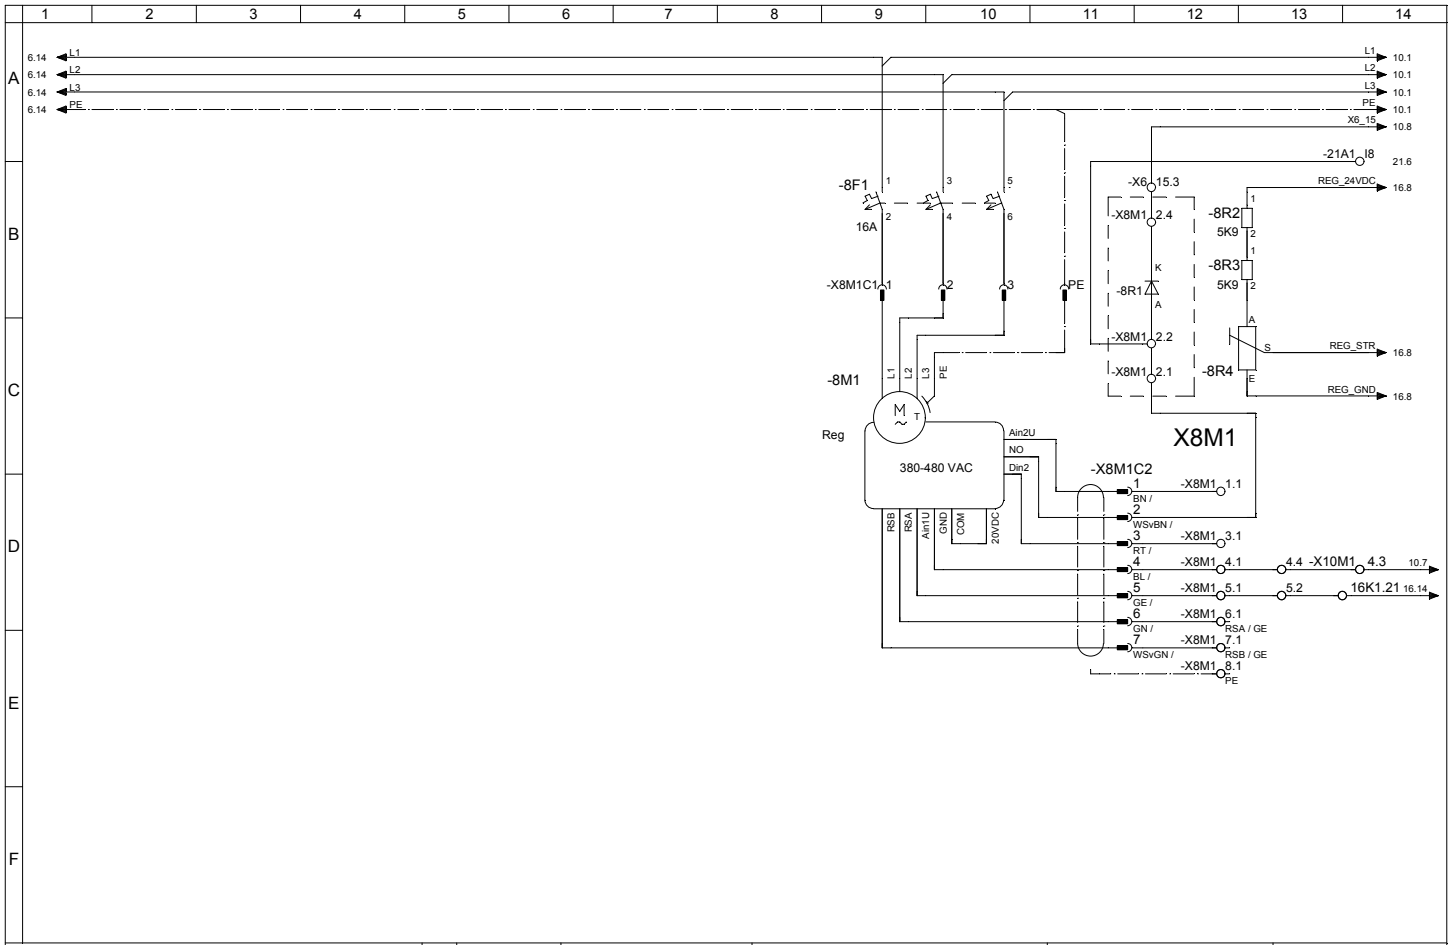 1 2 3 4 5 6 7 8 9 10 11 12 13 14
A
6.14 L1 L1 10.1
6.14 L2 L2 10.1
6.14 L3 L3 10.1
6.14 PE PE 10.1
X6_15 10.8
-21A1 I8 21.6
-8F1 1 3 5
-X6 15.3
REG_24VDC 16.8
16A 2 4 6
-X8M1 2.4
1
-8R2
5K9 2
B
1
-8R3
5K9 2
K
-8R1
A
-X8M1C1 1 2 3 PE
-X8M1 2.2
A
S REG_STR 16.8
-X8M1 2.1
-8R4
E
REG_GND 16.8
C
-8M1 L1 L2 L3 PE
M
~
T
Reg
380-480 VAC
Ain2U
NO
Din2
X8M1
-X8M1C2
RSB RSA Ain1U GND COM 20VDC
D
1 -X8M1 1.1
BN /
2
WSvBN /
3 -X8M1 3.1
RT /
4 -X8M1 4.1 4.4 -X10M1 4.3 10.7
BL /
5 -X8M1 5.1 5.2 16K1.21 16.14
GE /
6 -X8M1 6.1
GN / RSA / GE
7 -X8M1 7.1
WSvGN / RSB / GE
-X8M1 8.1
PE
E
F